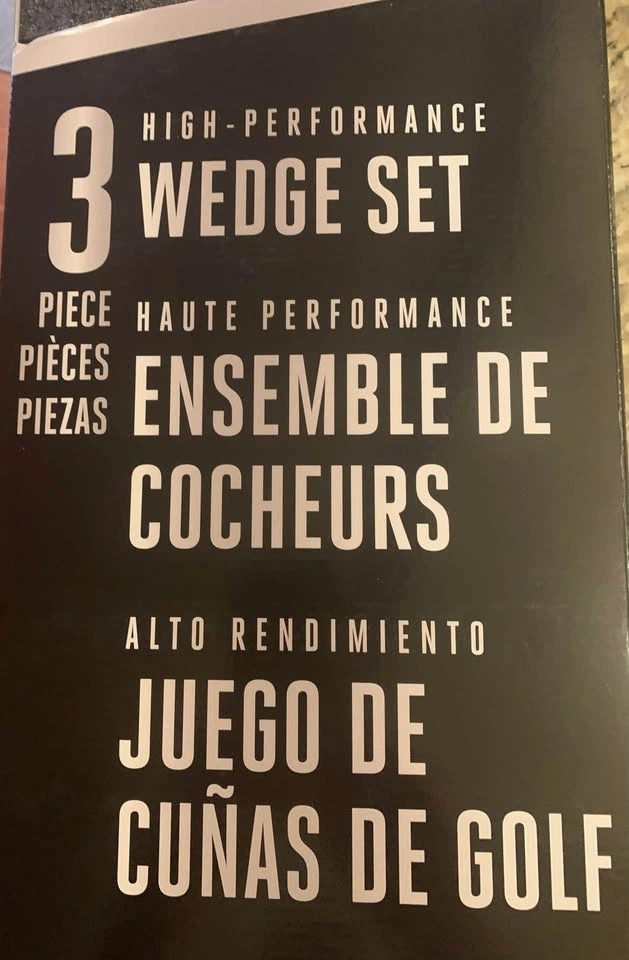 3
PIECE
PIÈCES
PIEZAS
HIGH-PERFORMANCE
WEDGE SET
HAUTE PERFORMANCE
ENSEMBLE DE
COCHEURS
ALTO RENDIMIENTO
JUEGO DE
CUÑAS DE GOLF